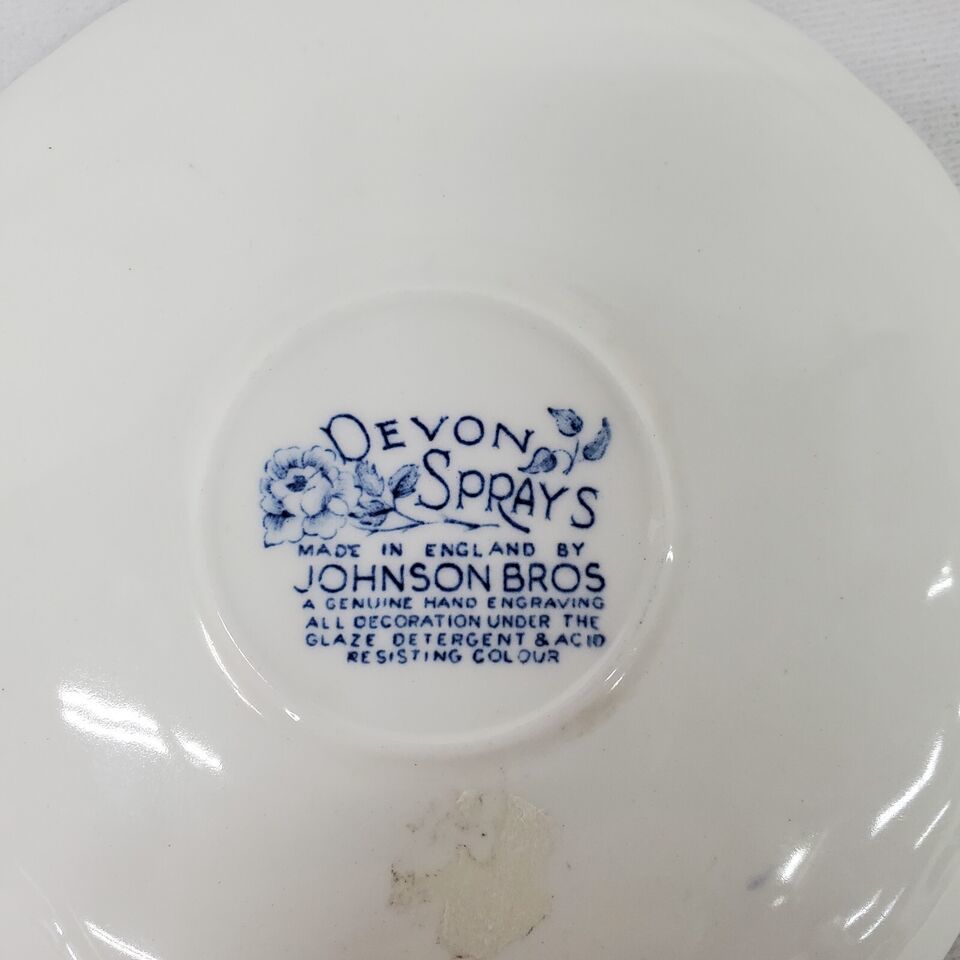 DEVON
SPRAYS
MADE IN ENGLAND BY
JOHNSON BROS
A GENUINE HAND ENGRAVING
ALL DECORATION UNDER THE
GLAZE DETERGENT & ACID
RESISTING COLOUR